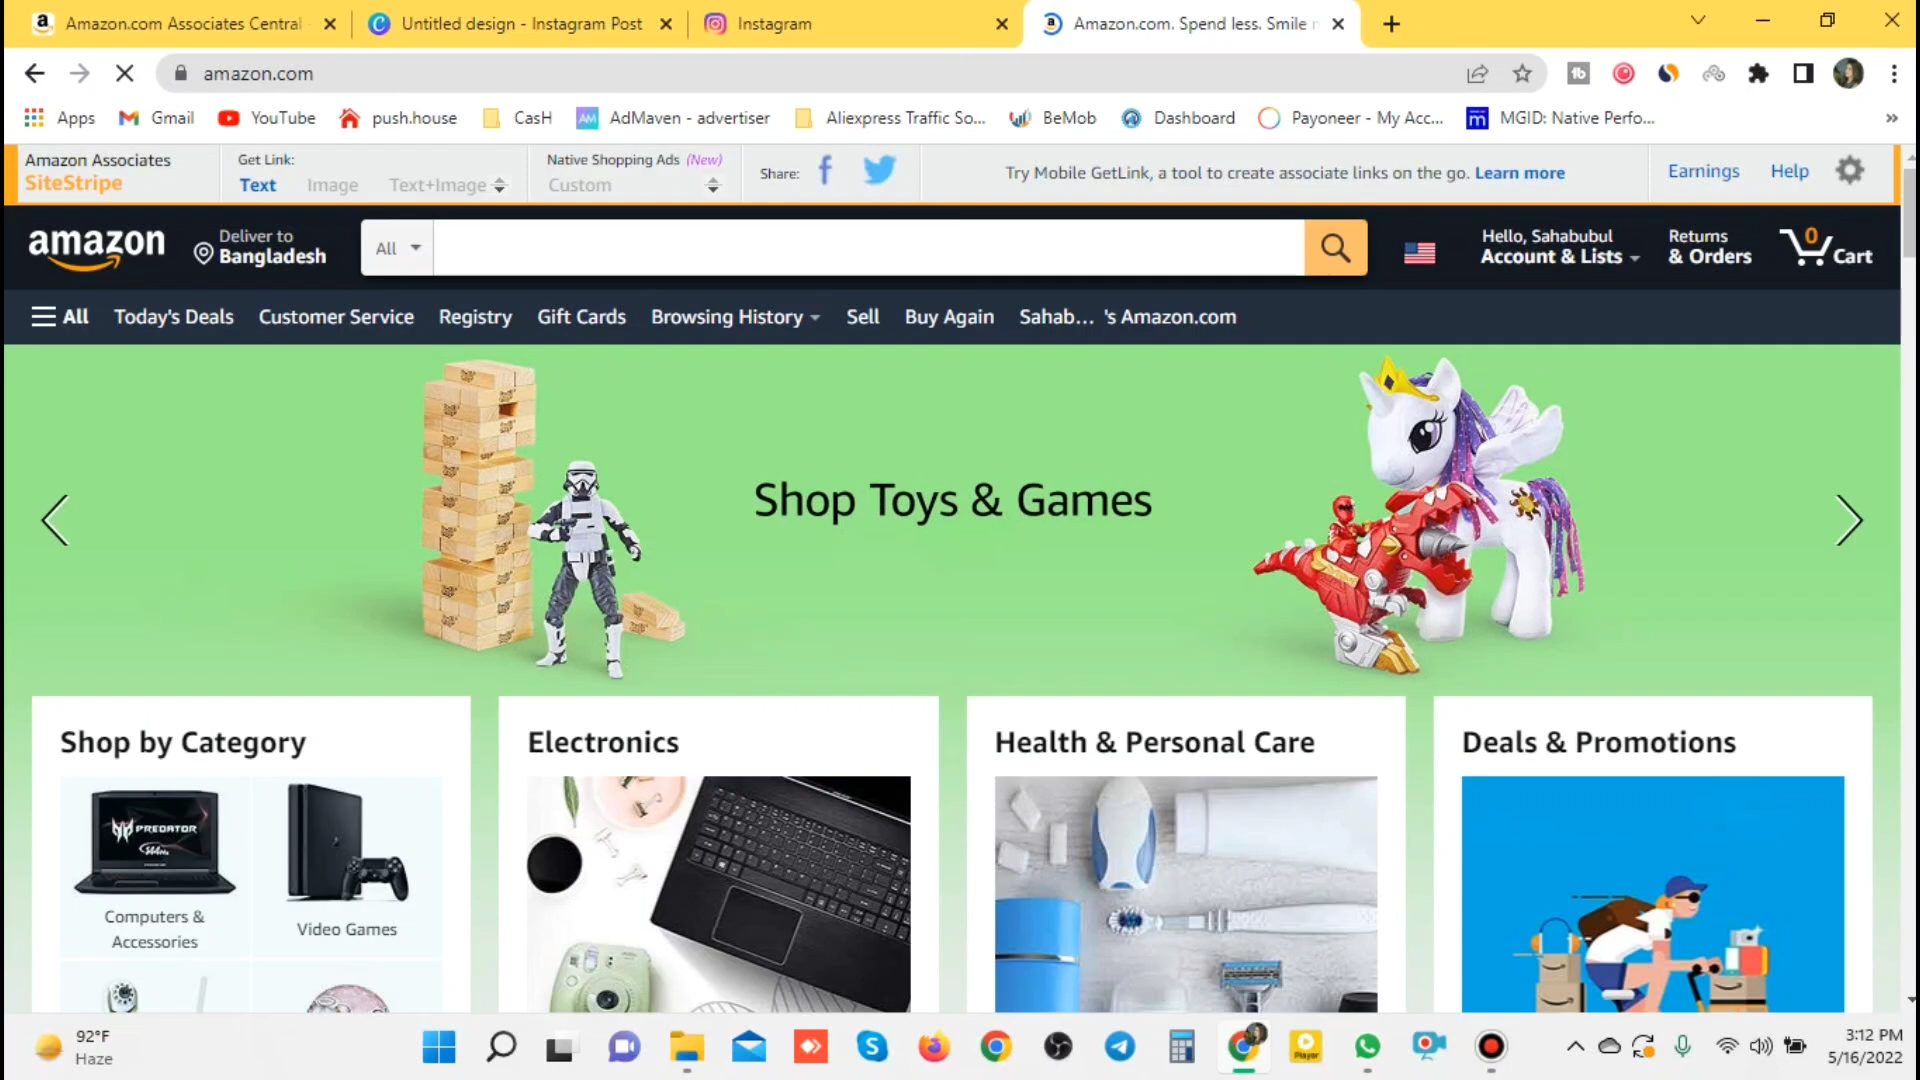 Amazon.com Associates Central
Untitled design - Instagram Post
Instagram
Amazon.com. Spend less. Smile
amazon.com
Apps
Gmail
YouTube
push.house
CasH
AdMaven - advertiser
Aliexpress Traffic So...
BeMob
Dashboard
Payoneer - My Acc...
MGID: Native Perfo...
Amazon Associates
SiteStripe
Get Link:
Text
Image
Text+Image
Native Shopping Ads (New)
Custom
Share:
Try Mobile GetLink, a tool to create associate links on the go. Learn more
Earnings
Help
amazon
Deliver to
Bangladesh
All
Hello, Sahabubul
Account & Lists
Returns
& Orders
0
Cart
All
Today's Deals
Customer Service
Registry
Gift Cards
Browsing History
Sell
Buy Again
Sahab... 's Amazon.com
Shop Toys & Games
Shop by Category
Electronics
Health & Personal Care
Deals & Promotions
PREDATOR
144Hz
Computers &
Accessories
Video Games
92°F
Haze
Player
3:12 PM
5/16/2022